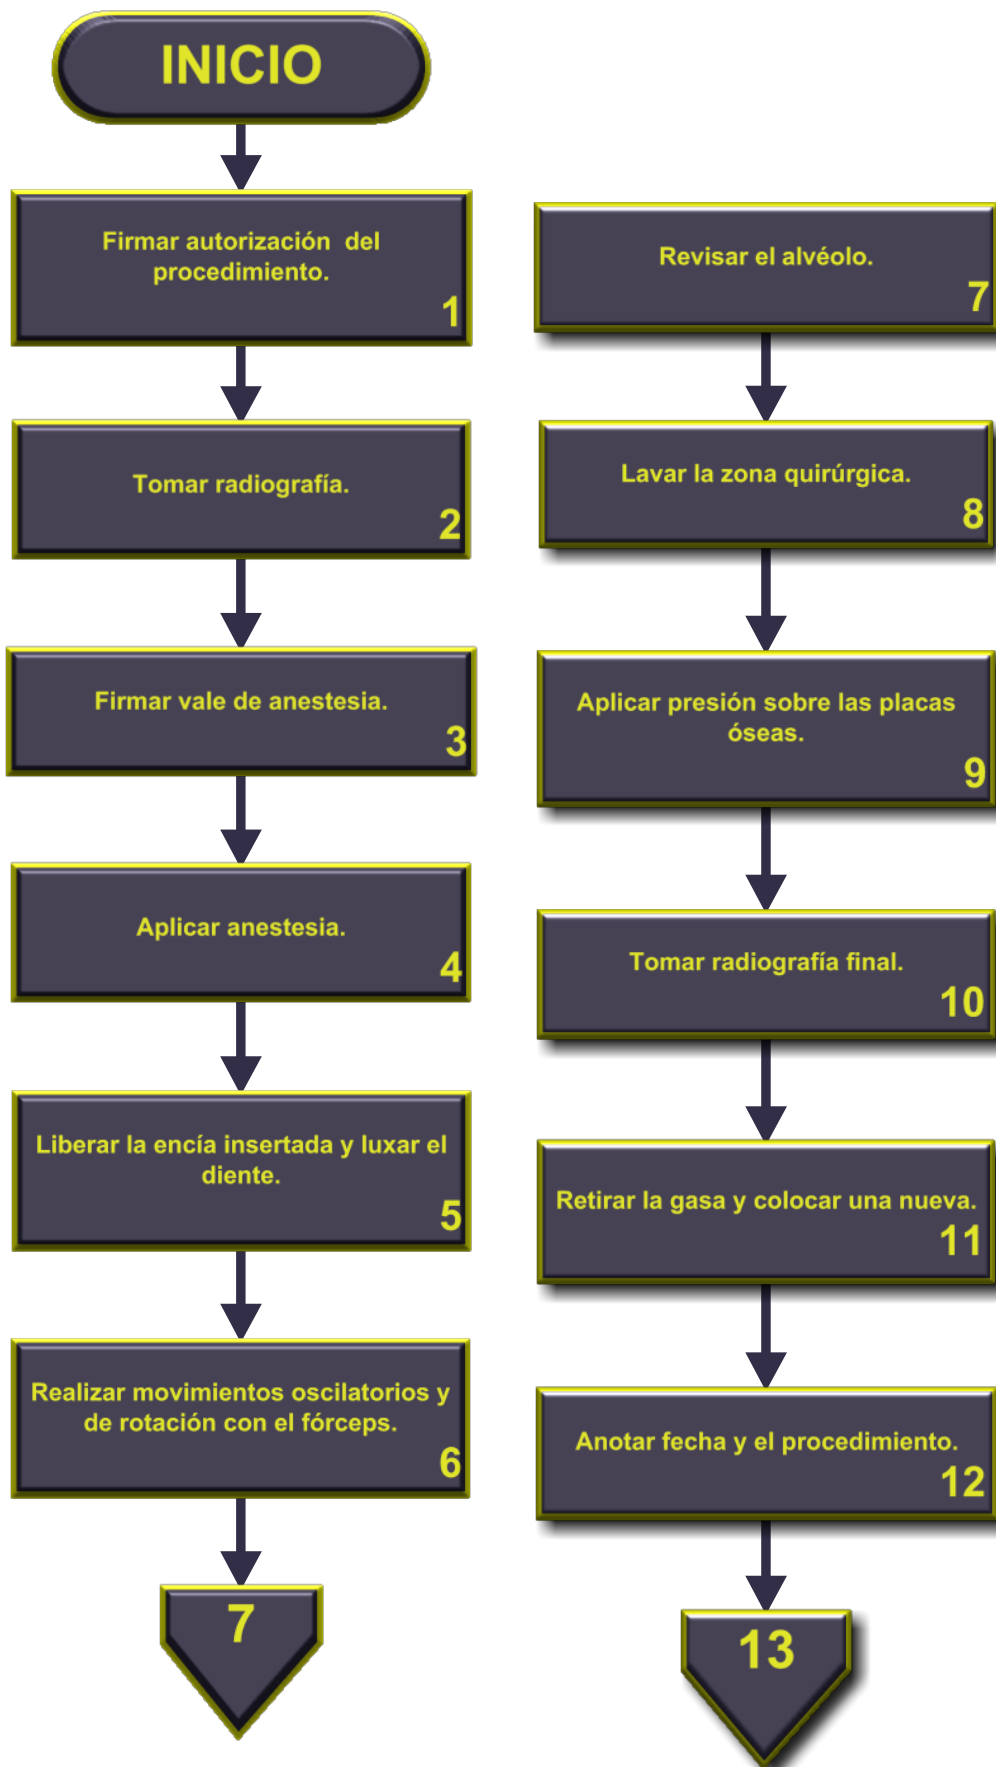 INICIO
Firmar autorización del
procedimiento.
1
Tomar radiografía.
2
Firmar vale de anestesia.
3
Aplicar anestesia.
4
Liberar la encía insertada y luxar el
diente.
5
Realizar movimientos oscilatorios y
de rotación con el fórceps.
6
7
Revisar el alvéolo.
7
Lavar la zona quirúrgica.
8
Aplicar presión sobre las placas
óseas.
9
Tomar radiografía final.
10
Retirar la gasa y colocar una nueva.
11
Anotar fecha y el procedimiento.
12
13